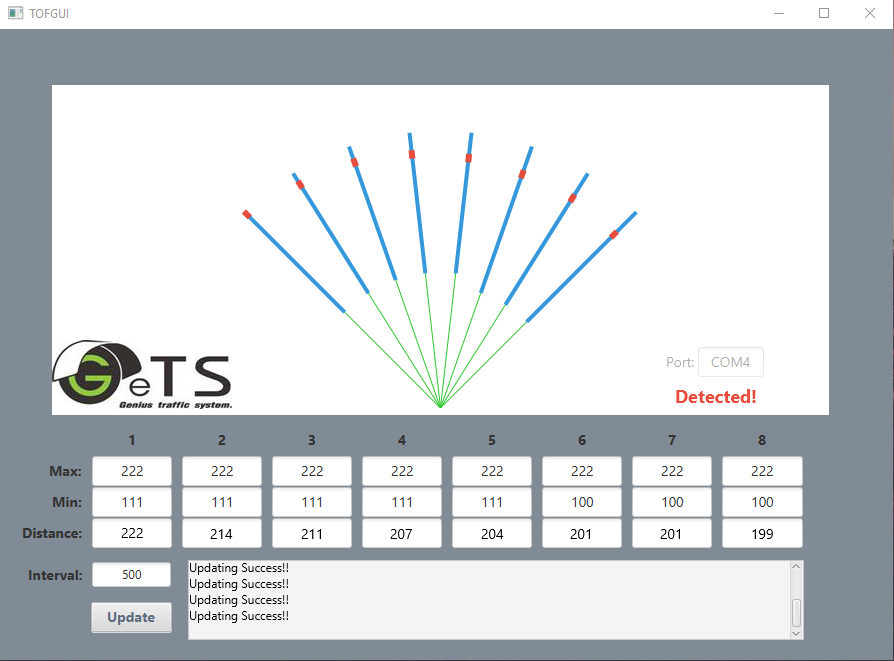 TOFGUI
GeTS
Genius traffic system.
Port: COM4
Detected!
1 2 3 4 5 6 7 8
Max: 222 222 222 222 222 222 222 222
Min: 111 111 111 111 111 100 100 100
Distance: 222 214 211 207 204 201 201 199
Interval: 500
Updating Success!!
Updating Success!!
Updating Success!!
Updating Success!!
Update